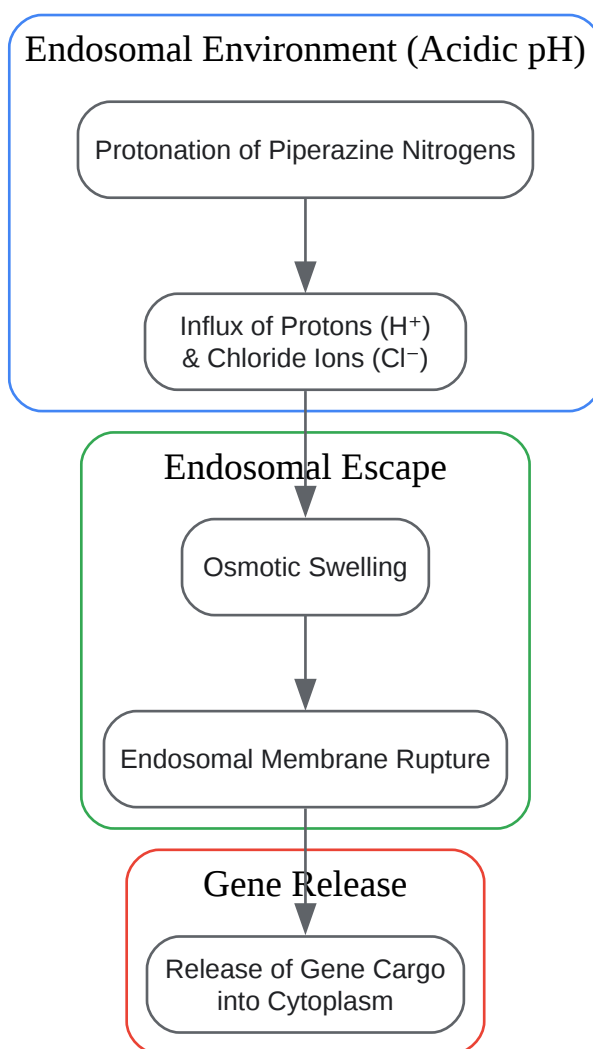 Endosomal Environment (Acidic pH)
Protonation of Piperazine Nitrogens
Influx of Protons (H⁺)
& Chloride Ions (Cl⁻)
Endosomal Escape
Osmotic Swelling
Endosomal Membrane Rupture
Gene Release
Release of Gene Cargo
into Cytoplasm